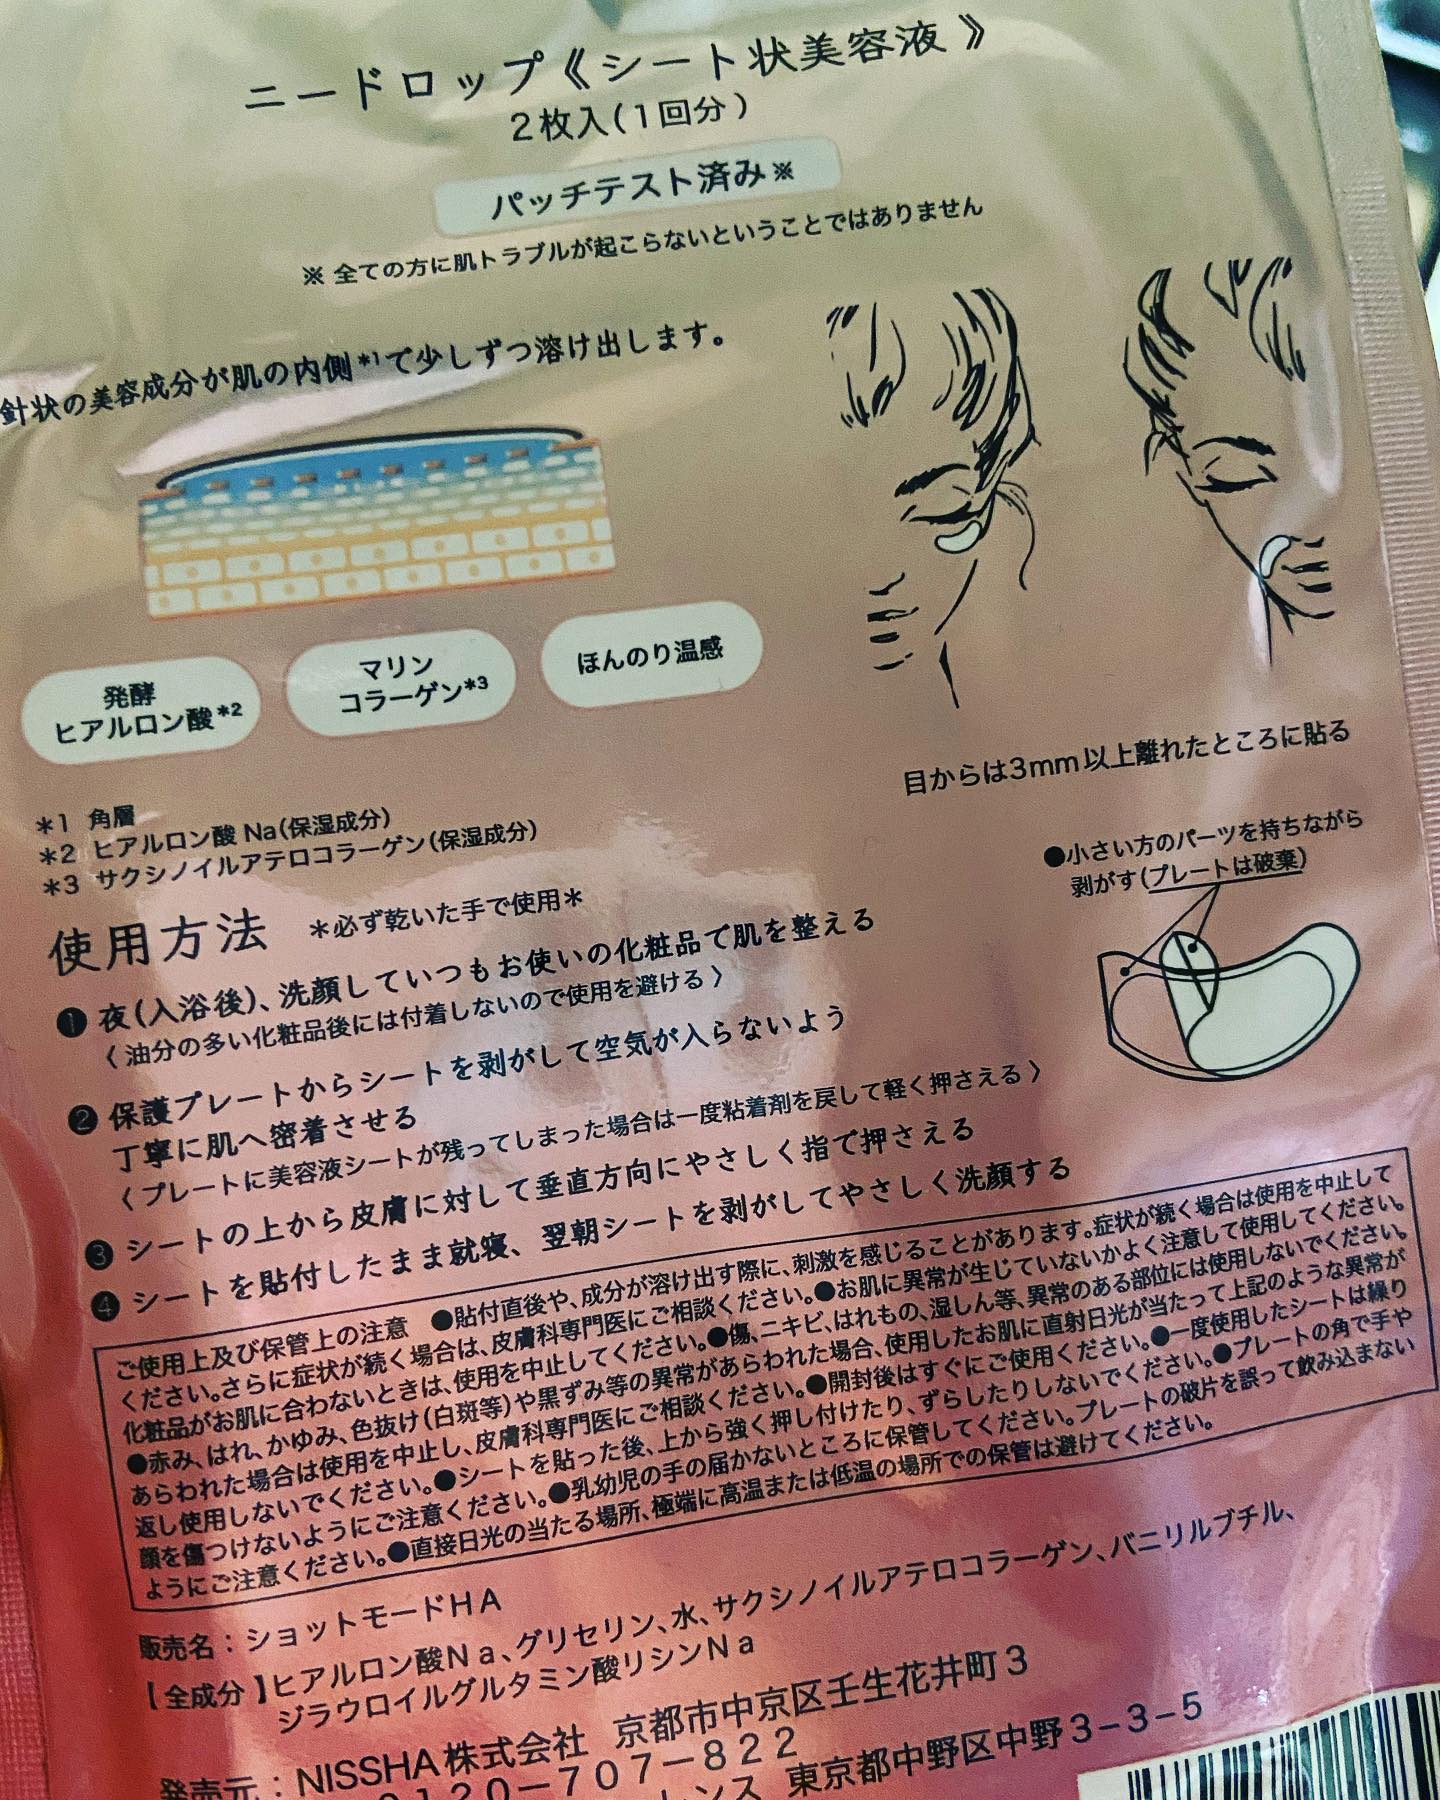 ニードロップ《シート状美容液》
2枚入(1回分)
パッチテスト済み※
※ 全ての方に肌トラブルが起こらないということではありません
針状の美容成分が肌の内側*1で少しずつ溶け出します。
発酵
ヒアルロン酸*2
マリン
コラーゲン*3
ほんのり温感
目からは3mm以上離れたところに貼る
*1 角層
*2 ヒアルロン酸 Na(保湿成分)
*3 サクシノイルアテロコラーゲン(保湿成分)
●小さい方のパーツを持ちながら
剥がす(プレートは破棄)
使用方法 *必ず乾いた手で使用*
❶ 夜(入浴後)、洗顔していつもお使いの化粧品で肌を整える
〈 油分の多い化粧品後には付着しないので使用を避ける 〉
❷ 保護プレートからシートを剥がして空気が入らないよう
丁寧に肌へ密着させる
〈 プレートに美容液シートが残ってしまった場合は一度粘着剤を戻して軽く押さえる 〉
❸ シートの上から皮膚に対して垂直方向にやさしく指で押さえる
❹ シートを貼付したまま就寝、翌朝シートを剥がしてやさしく洗顔する
ご使用上及び保管上の注意 ●貼付直後や、成分が溶け出す際に、刺激を感じることがあります。症状が続く場合は使用を中止して
ください。さらに症状が続く場合は、皮膚科専門医にご相談ください。●お肌に異常が生じていないかよく注意して使用してください。
化粧品がお肌に合わないときは、使用を中止してください。●傷、ニキビ、はれもの、湿しん等、異常のある部位には使用しないでください。
●赤み、はれ、かゆみ、色抜け(白斑等)や黒ずみ等の異常があらわれた場合、使用したお肌に直射日光が当たって上記のような異常が
あらわれた場合は使用を中止し、皮膚科専門医にご相談ください。●開封後はすぐにご使用ください。●一度使用したシートは繰り
返し使用しないでください。●シートを貼った後、上から強く押し付けたり、ずらしたりしないでください。●プレートの角で手や
顔を傷つけないようにご注意ください。●乳幼児の手の届かないところに保管してください。プレートの破片を誤って飲み込まない
ようにご注意ください。●直接日光の当たる場所、極端に高温または低温の場所での保管は避けてください。
販売名：ショットモードHA
【全成分】ヒアルロン酸Na、グリセリン、水、サクシノイルアテロコラーゲン、バニリルブチル、
ジラウロイルグルタミン酸リシンNa
発売元：NISSHA株式会社 京都市中京区壬生花井町3
0120-707-822
レンス 東京都中野区中野3-3-5